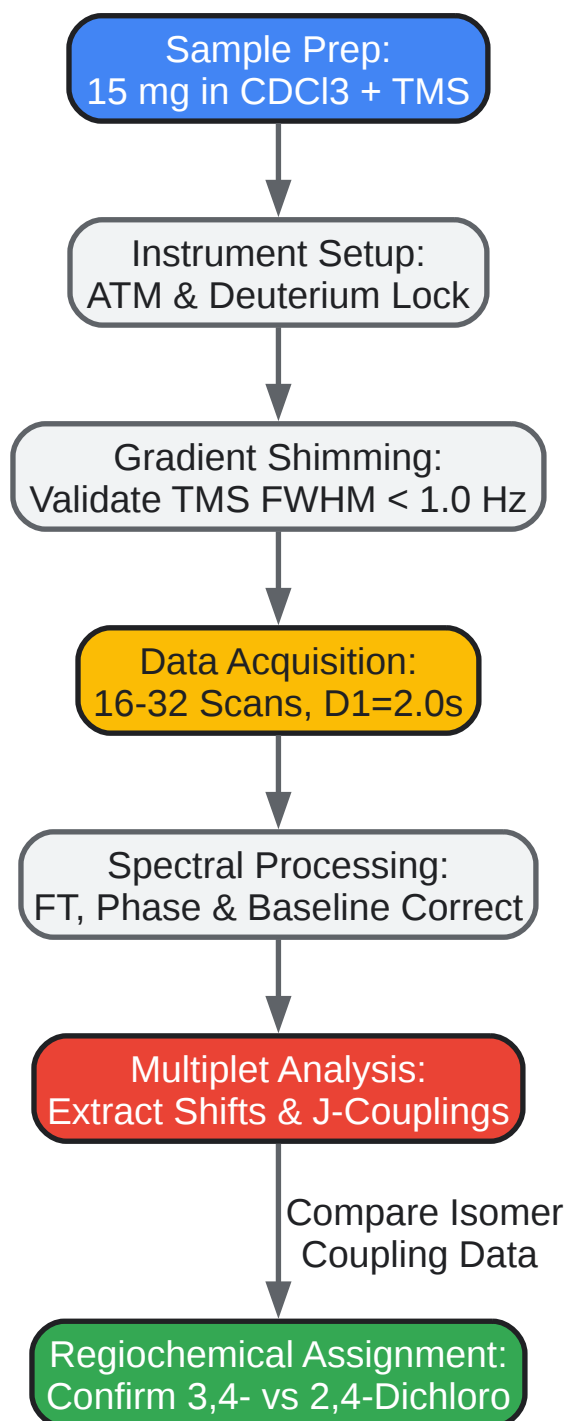 Sample Prep:
15 mg in CDCl3 + TMS
Instrument Setup:
ATM & Deuterium Lock
Gradient Shimming:
Validate TMS FWHM < 1.0 Hz
Data Acquisition:
16-32 Scans, D1=2.0s
Spectral Processing:
FT, Phase & Baseline Correct
Multiplet Analysis:
Extract Shifts & J-Couplings
Compare Isomer
Coupling Data
Regiochemical Assignment:
Confirm 3,4- vs 2,4-Dichloro